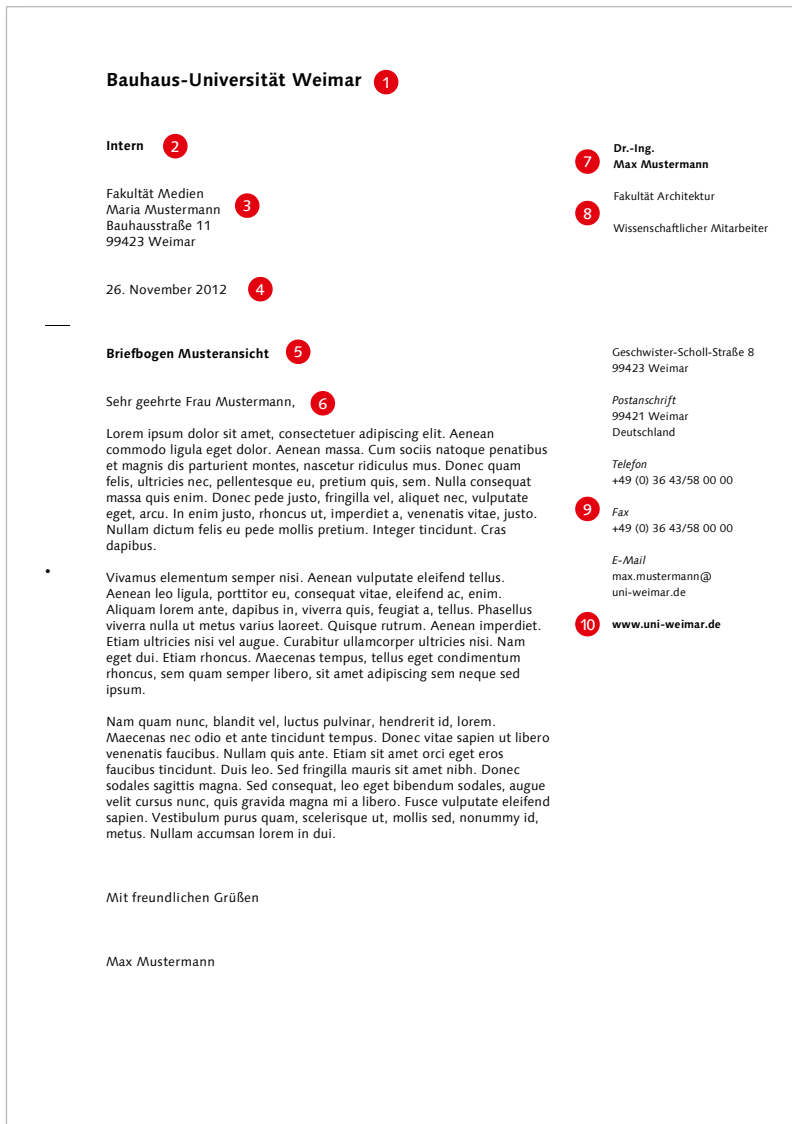 Bauhaus-Universität Weimar 1
Intern 2
Fakultät Medien
Maria Mustermann
Bauhausstraße 11
99423 Weimar
3
26. November 2012 4
Briefbogen Musteransicht 5
Sehr geehrte Frau Mustermann, 6
Lorem ipsum dolor sit amet, consectetuer adipiscing elit. Aenean
commodo ligula eget dolor. Aenean massa. Cum sociis natoque penatibus
et magnis dis parturient montes, nascetur ridiculus mus. Donec quam
felis, ultricies nec, pellentesque eu, pretium quis, sem. Nulla consequat
massa quis enim. Donec pede justo, fringilla vel, aliquet nec, vulputate
eget, arcu. In enim justo, rhoncus ut, imperdiet a, venenatis vitae, justo.
Nullam dictum felis eu pede mollis pretium. Integer tincidunt. Cras
dapibus.
Vivamus elementum semper nisi. Aenean vulputate eleifend tellus.
Aenean leo ligula, porttitor eu, consequat vitae, eleifend ac, enim.
Aliquam lorem ante, dapibus in, viverra quis, feugiat a, tellus. Phasellus
viverra nulla ut metus varius laoreet. Quisque rutrum. Aenean imperdiet.
Etiam ultricies nisi vel augue. Curabitur ullamcorper ultricies nisi. Nam
eget dui. Etiam rhoncus. Maecenas tempus, tellus eget condimentum
rhoncus, sem quam semper libero, sit amet adipiscing sem neque sed
ipsum.
Nam quam nunc, blandit vel, luctus pulvinar, hendrerit id, lorem.
Maecenas nec odio et ante tincidunt tempus. Donec vitae sapien ut libero
venenatis faucibus. Nullam quis ante. Etiam sit amet orci eget eros
faucibus tincidunt. Duis leo. Sed fringilla mauris sit amet nibh. Donec
sodales sagittis magna. Sed consequat, leo eget bibendum sodales, augue
velit cursus nunc, quis gravida magna mi a libero. Fusce vulputate eleifend
sapien. Vestibulum purus quam, scelerisque ut, mollis sed, nonummy id,
metus. Nullam accumsan lorem in dui.
Mit freundlichen Grüßen
Max Mustermann
7
Dr.-Ing.
Max Mustermann
8
Fakultät Architektur
Wissenschaftlicher Mitarbeiter
Geschwister-Scholl-Straße 8
99423 Weimar
Postanschrift
99421 Weimar
Deutschland
Telefon
+49 (0) 36 43/58 00 00
9
Fax
+49 (0) 36 43/58 00 00
E-Mail
max.mustermann@
uni-weimar.de
10 www.uni-weimar.de